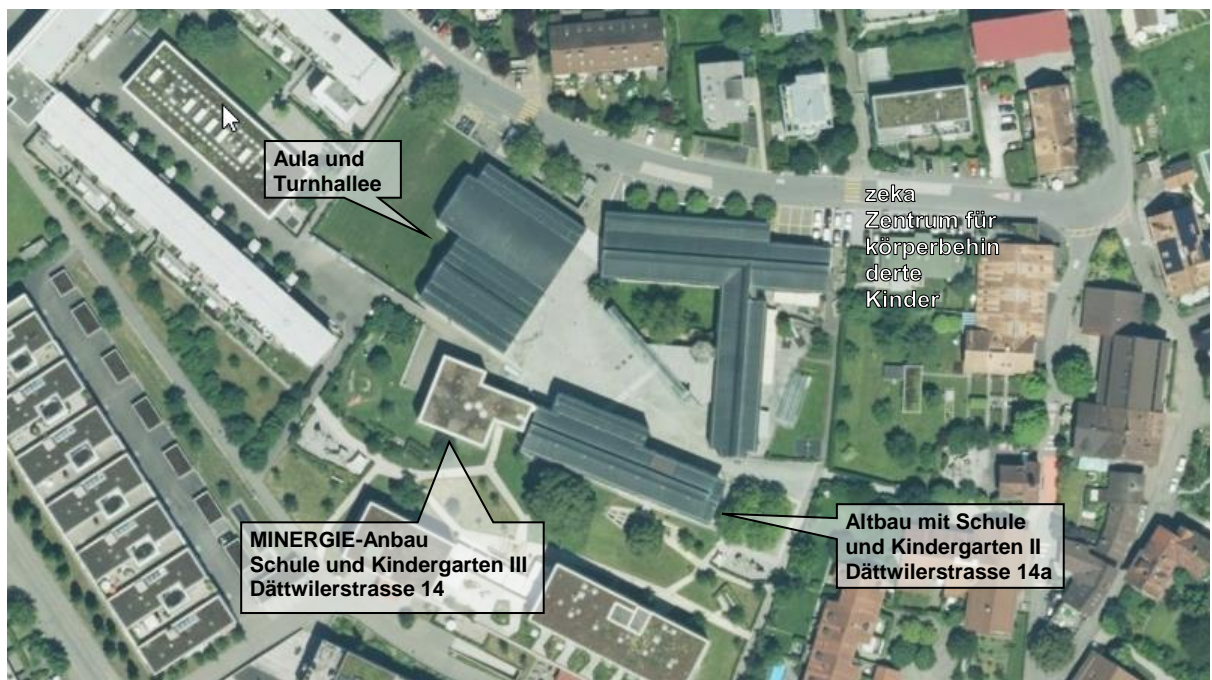 Aula und
Turnhallee
zeka
Zentrum für
körperbehin
derte
Kinder
MINERGIE-Anbau
Schule und Kindergarten III
Dättwilerstrasse 14
Altbau mit Schule
und Kindergarten II
Dättwilerstrasse 14a